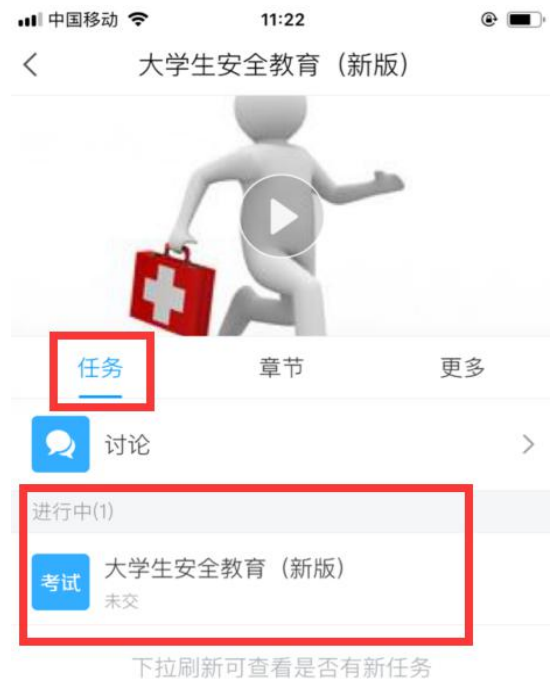 中国移动 11:22
大学生安全教育（新版）
任务 章节 更多
讨论
进行中(1)
考试 大学生安全教育（新版）
未交
下拉刷新可查看是否有新任务